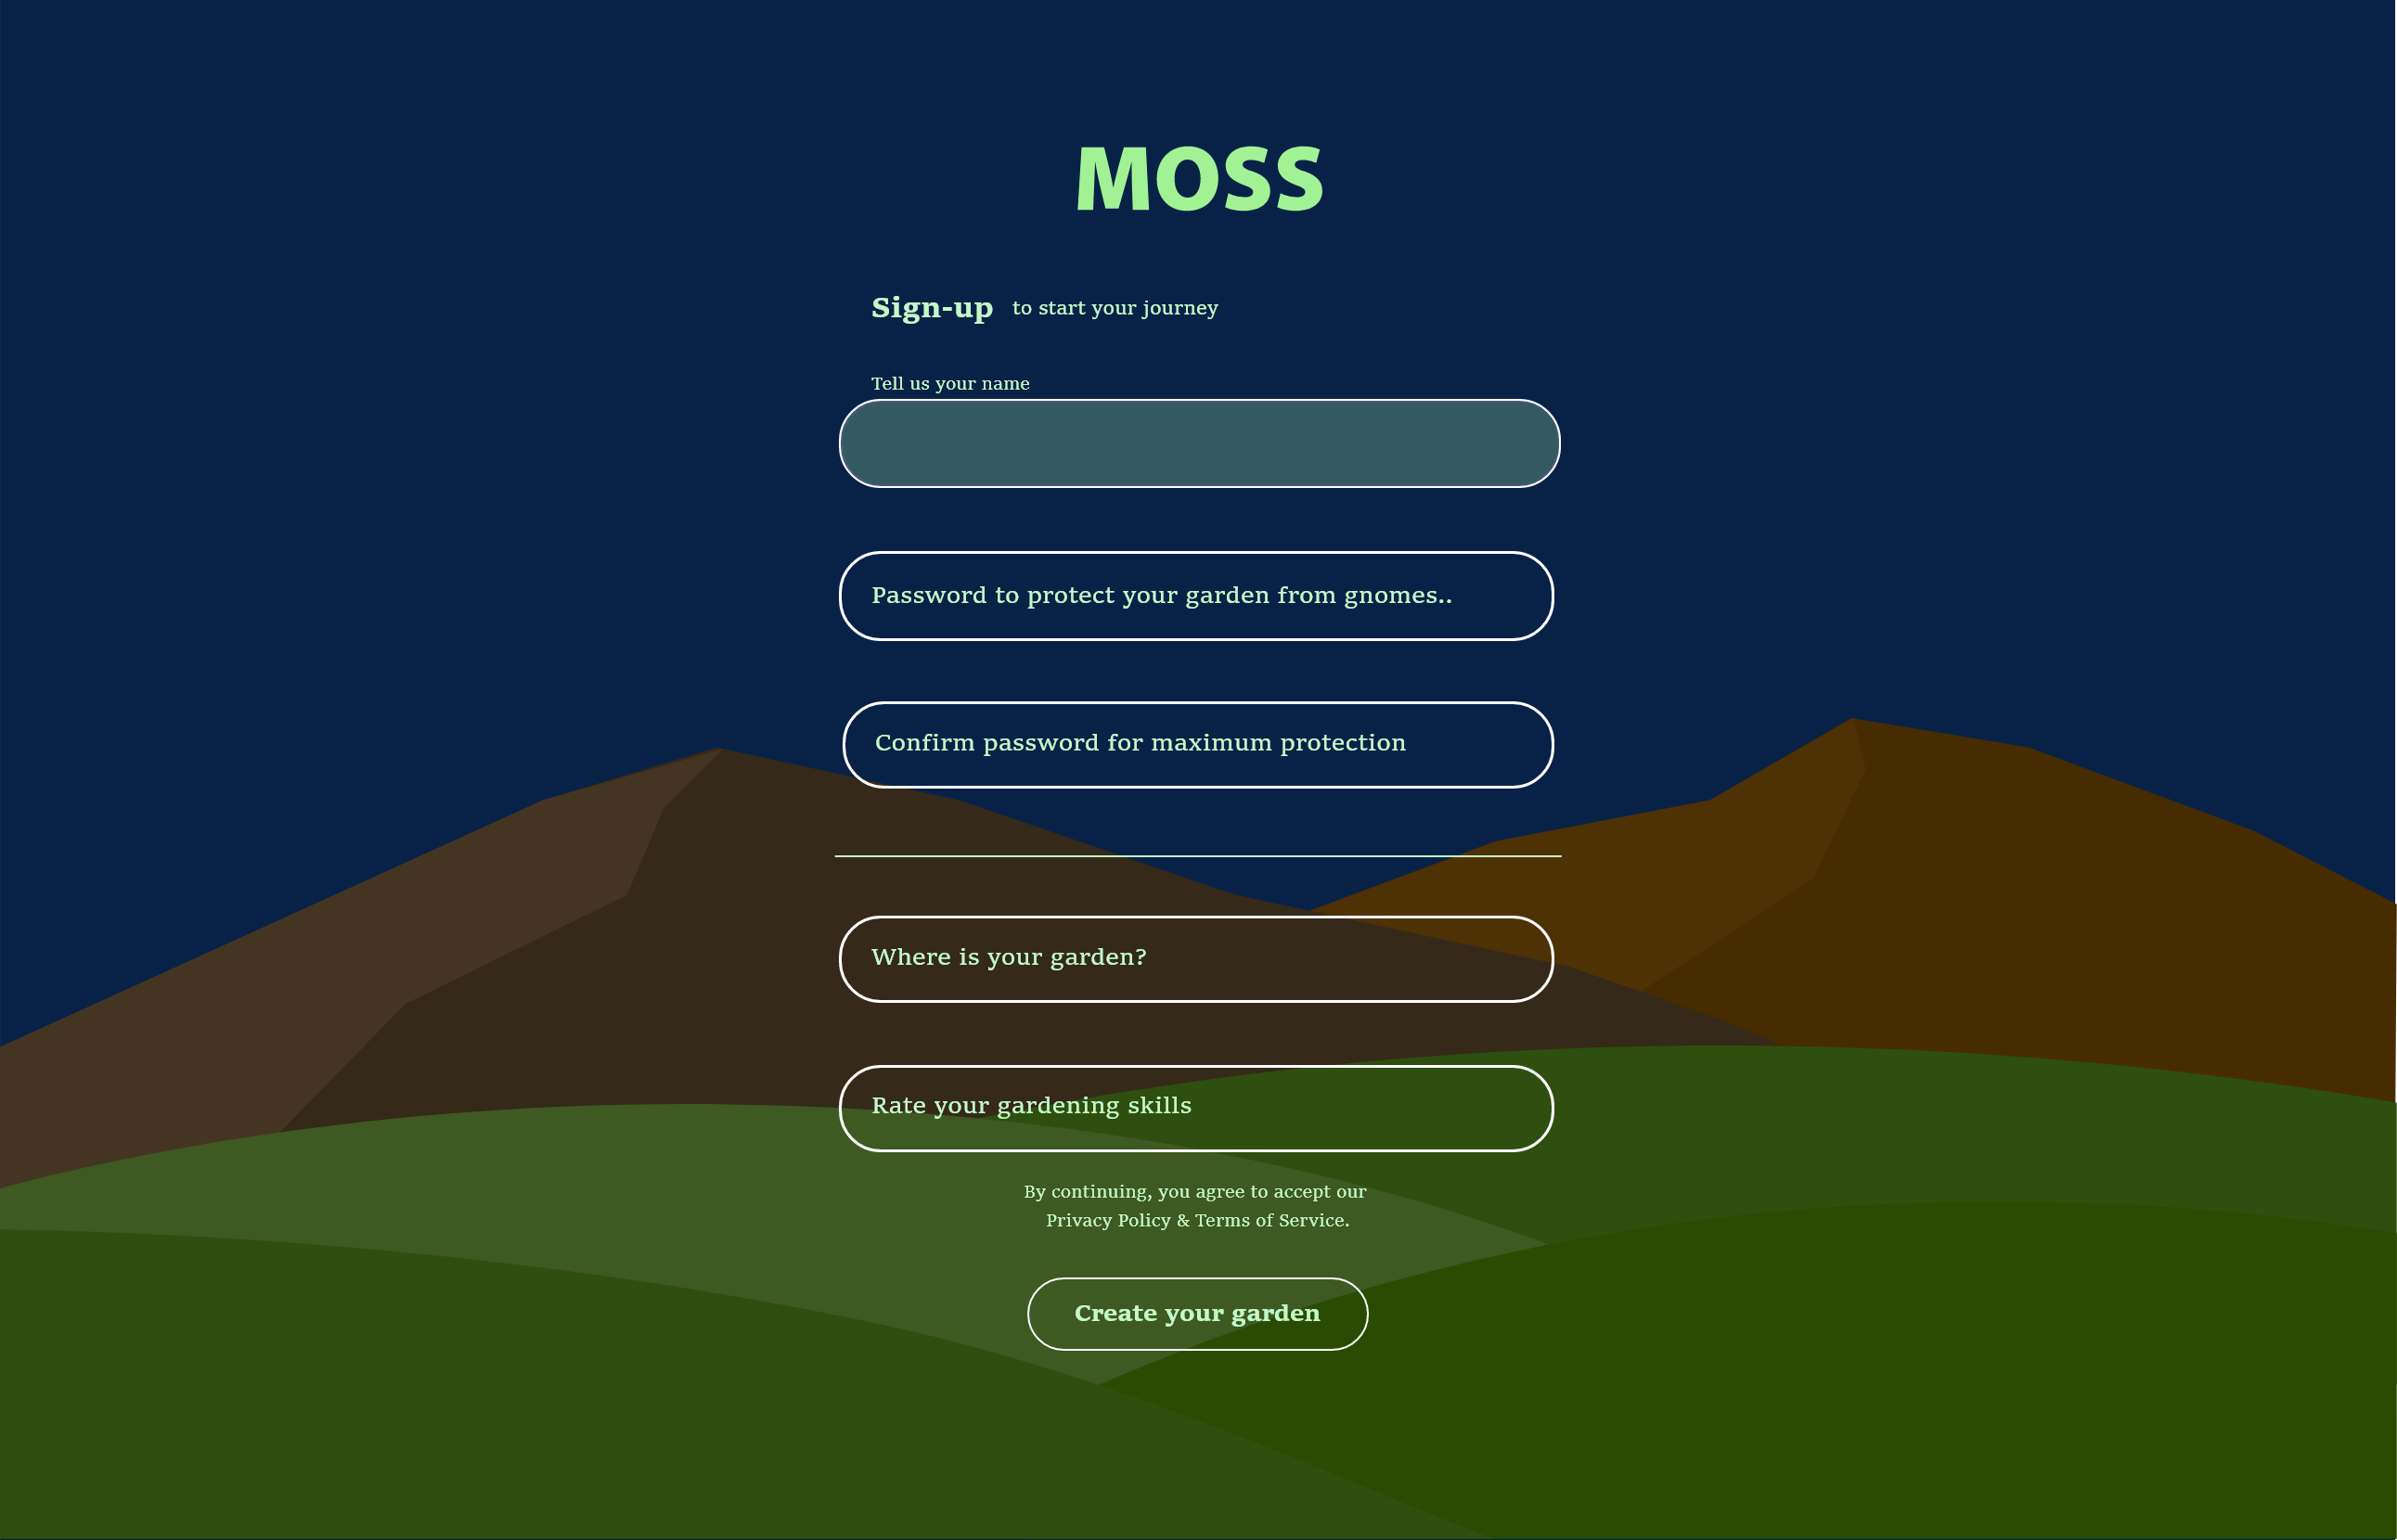 MOSS
Sign-up to start your journey
Tell us your name
Password to protect your garden from gnomes..
Confirm password for maximum protection
Where is your garden?
Rate your gardening skills
By continuing, you agree to accept our
Privacy Policy & Terms of Service.
Create your garden